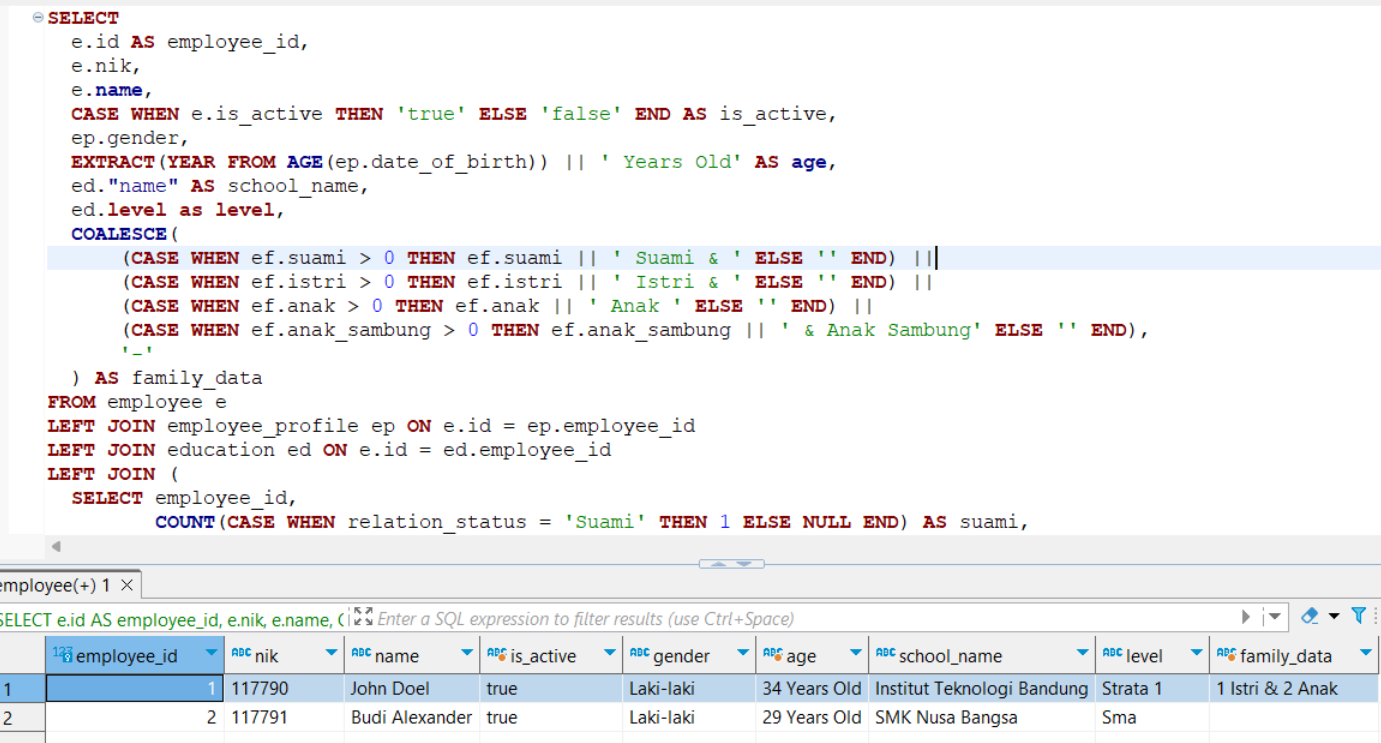 SELECT
e.id AS employee_id,
e.nik,
e.name,
CASE WHEN e.is_active THEN 'true' ELSE 'false' END AS is_active,
ep.gender,
EXTRACT(YEAR FROM AGE(ep.date_of_birth)) || ' Years Old' AS age,
ed."name" AS school_name,
ed.level as level,
COALESCE(
(CASE WHEN ef.suami > 0 THEN ef.suami || ' Suami & ' ELSE '' END) ||
(CASE WHEN ef.istri > 0 THEN ef.istri || ' Istri & ' ELSE '' END) ||
(CASE WHEN ef.anak > 0 THEN ef.anak || ' Anak ' ELSE '' END) ||
(CASE WHEN ef.anak_sambung > 0 THEN ef.anak_sambung || ' & Anak Sambung' ELSE '' END),
'-'
) AS family_data
FROM employee e
LEFT JOIN employee_profile ep ON e.id = ep.employee_id
LEFT JOIN education ed ON e.id = ed.employee_id
LEFT JOIN (
SELECT employee_id,
COUNT(CASE WHEN relation_status = 'Suami' THEN 1 ELSE NULL END) AS suami,
employee(+) 1
SELECT e.id AS employee_id, e.nik, e.name, ( Enter a SQL expression to filter results (use Ctrl+Space)
123 employee_id ABC nik ABC name ABC is_active ABC gender ABC age ABC school_name ABC level ABC family_data
1 1 117790 John Doel true Laki-laki 34 Years Old Institut Teknologi Bandung Strata 1 1 Istri & 2 Anak
2 2 117791 Budi Alexander true Laki-laki 29 Years Old SMK Nusa Bangsa Sma